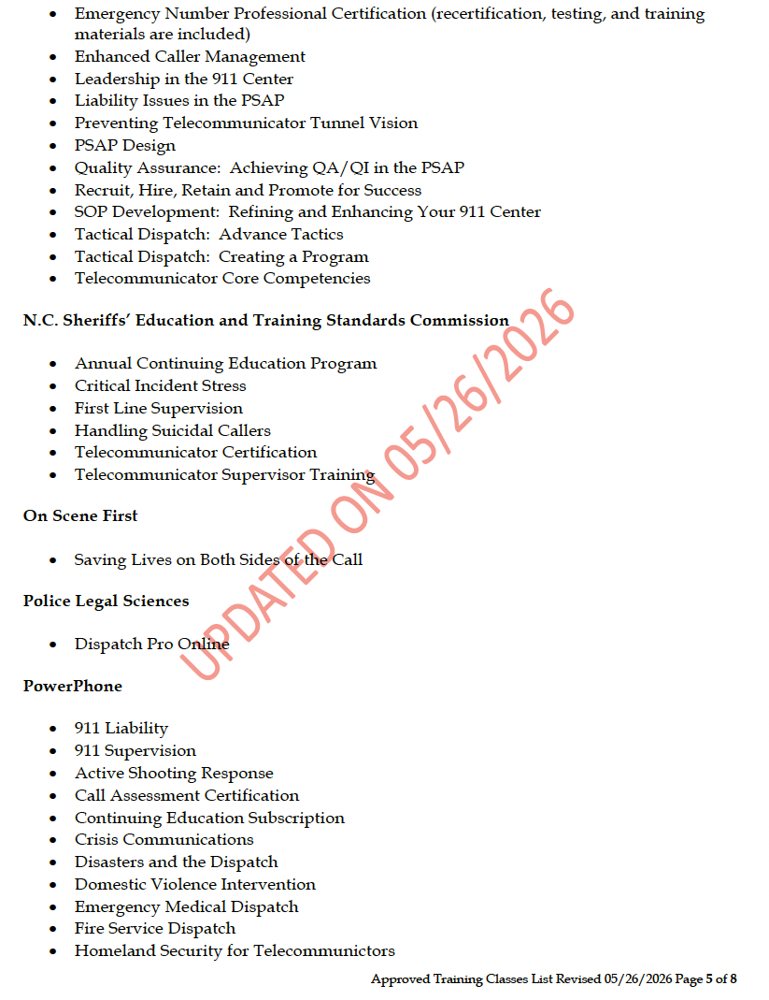 • Emergency Number Professional Certification (recertification, testing, and training
materials are included)
• Enhanced Caller Management
• Leadership in the 911 Center
• Liability Issues in the PSAP
• Preventing Telecommunicator Tunnel Vision
• PSAP Design
• Quality Assurance:  Achieving QA/QI in the PSAP
• Recruit, Hire, Retain and Promote for Success
• SOP Development:  Refining and Enhancing Your 911 Center
• Tactical Dispatch:  Advance Tactics
• Tactical Dispatch:  Creating a Program
• Telecommunicator Core Competencies
N.C. Sheriffs' Education and Training Standards Commission
• Annual Continuing Education Program
• Critical Incident Stress
• First Line Supervision
• Handling Suicidal Callers
• Telecommunicator Certification
• Telecommunicator Supervisor Training
On Scene First
• Saving Lives on Both Sides of the Call
Police Legal Sciences
• Dispatch Pro Online
PowerPhone
• 911 Liability
• 911 Supervision
• Active Shooting Response
• Call Assessment Certification
• Continuing Education Subscription
• Crisis Communications
• Disasters and the Dispatch
• Domestic Violence Intervention
• Emergency Medical Dispatch
• Fire Service Dispatch
• Homeland Security for Telecommunictors
Approved Training Classes List Revised 05/26/2026 Page 5 of 8
UPDATED ON 05/26/2026